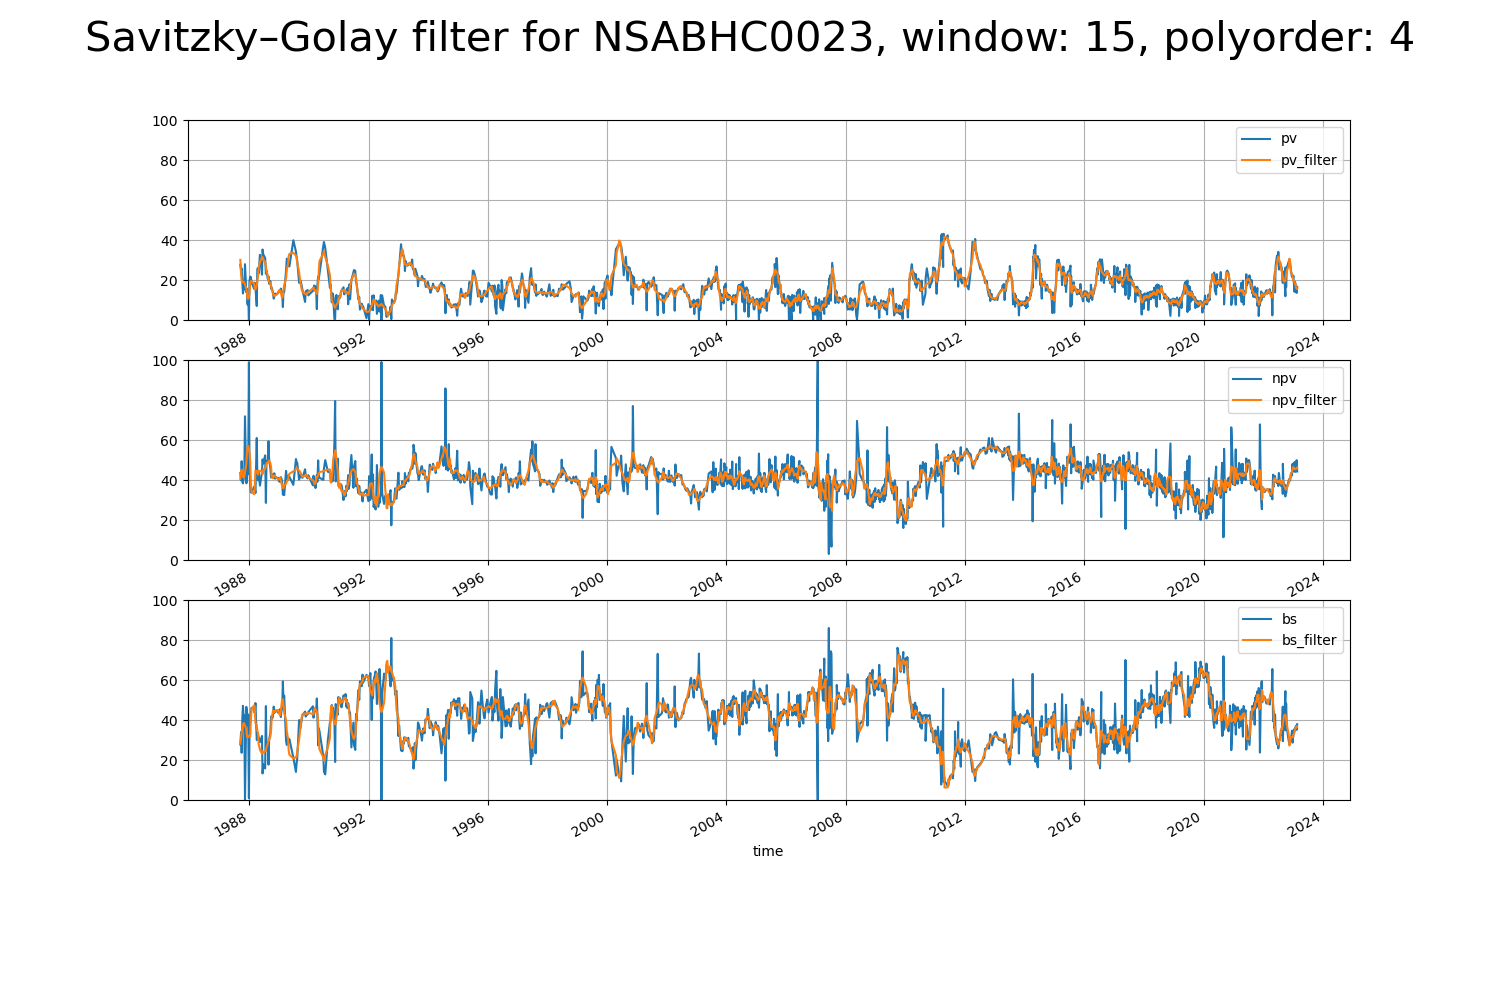 Savitzky–Golay filter for NSABHC0023, window: 15, polyorder: 4
100
80
60
40
20
0
pv
pv_filter
1988 1992 1996 2000 2004 2008 2012 2016 2020 2024
100
80
60
40
20
0
npv
npv_filter
1988 1992 1996 2000 2004 2008 2012 2016 2020 2024
100
80
60
40
20
0
bs
bs_filter
1988 1992 1996 2000 2004 2008 2012 2016 2020 2024
time